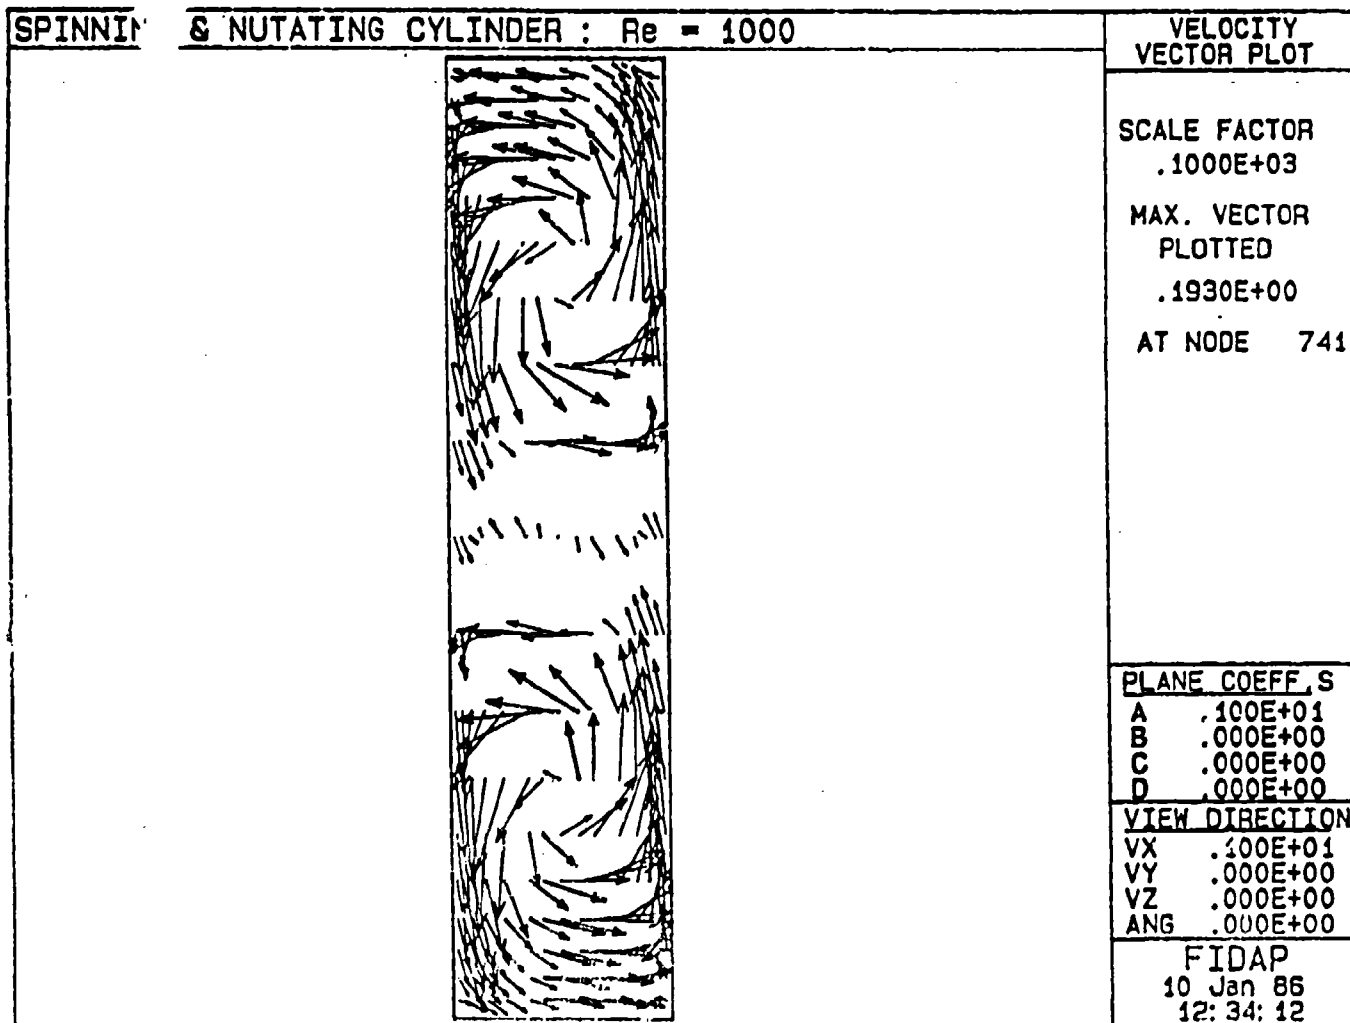 SPINNIN & NUTATING CYLINDER : Re = 1000
VELOCITY
VECTOR PLOT
SCALE FACTOR
.1000E+03
MAX. VECTOR
PLOTTED
.1930E+00
AT NODE 741
PLANE COEFF,S
A .100E+01
B .000E+00
C .000E+00
D .000E+00
VIEW DIRECTION
VX .100E+01
VY .000E+00
VZ .000E+00
ANG .000E+00
FIDAP
10 Jan 86
12:34:12